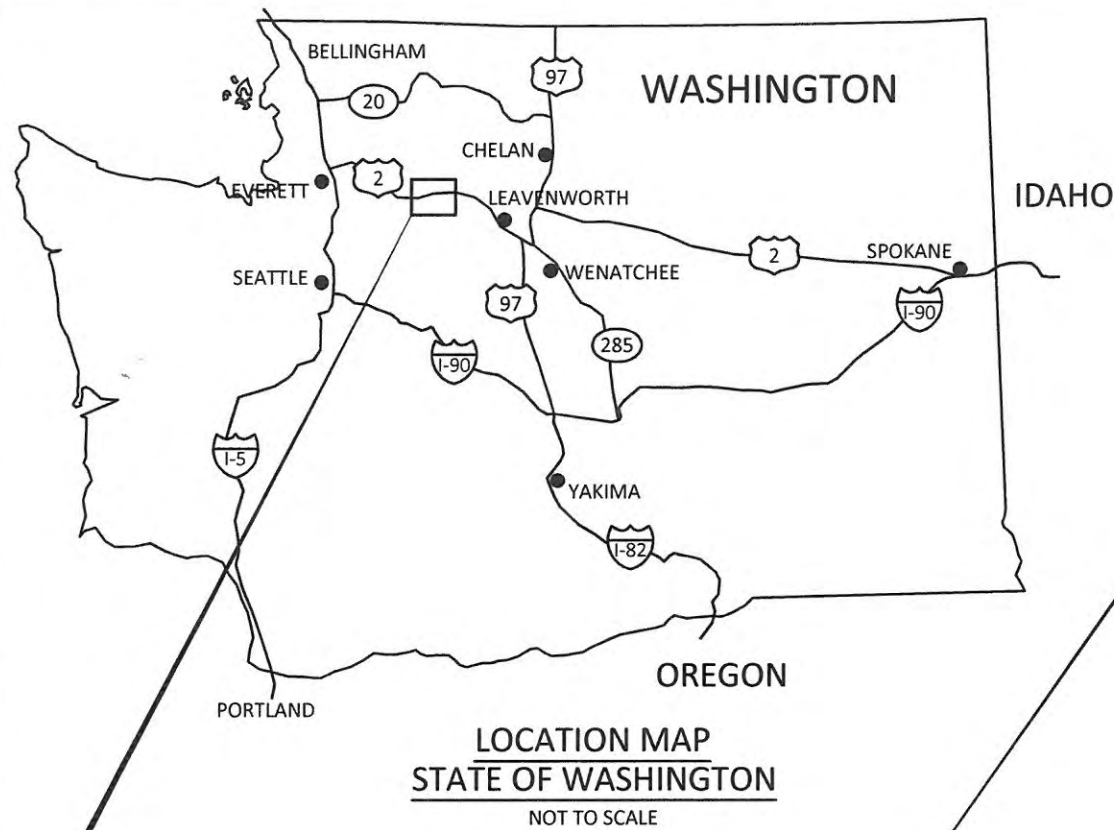 BELLINGHAM
97
WASHINGTON
20
CHELAN
2
EVERETT
LEAVENWORTH
IDAHO
2
SPOKANE
SEATTLE
WENATCHEE
97
I-90
285
I-90
I-5
YAKIMA
I-82
OREGON
PORTLAND
LOCATION MAP
STATE OF WASHINGTON
NOT TO SCALE